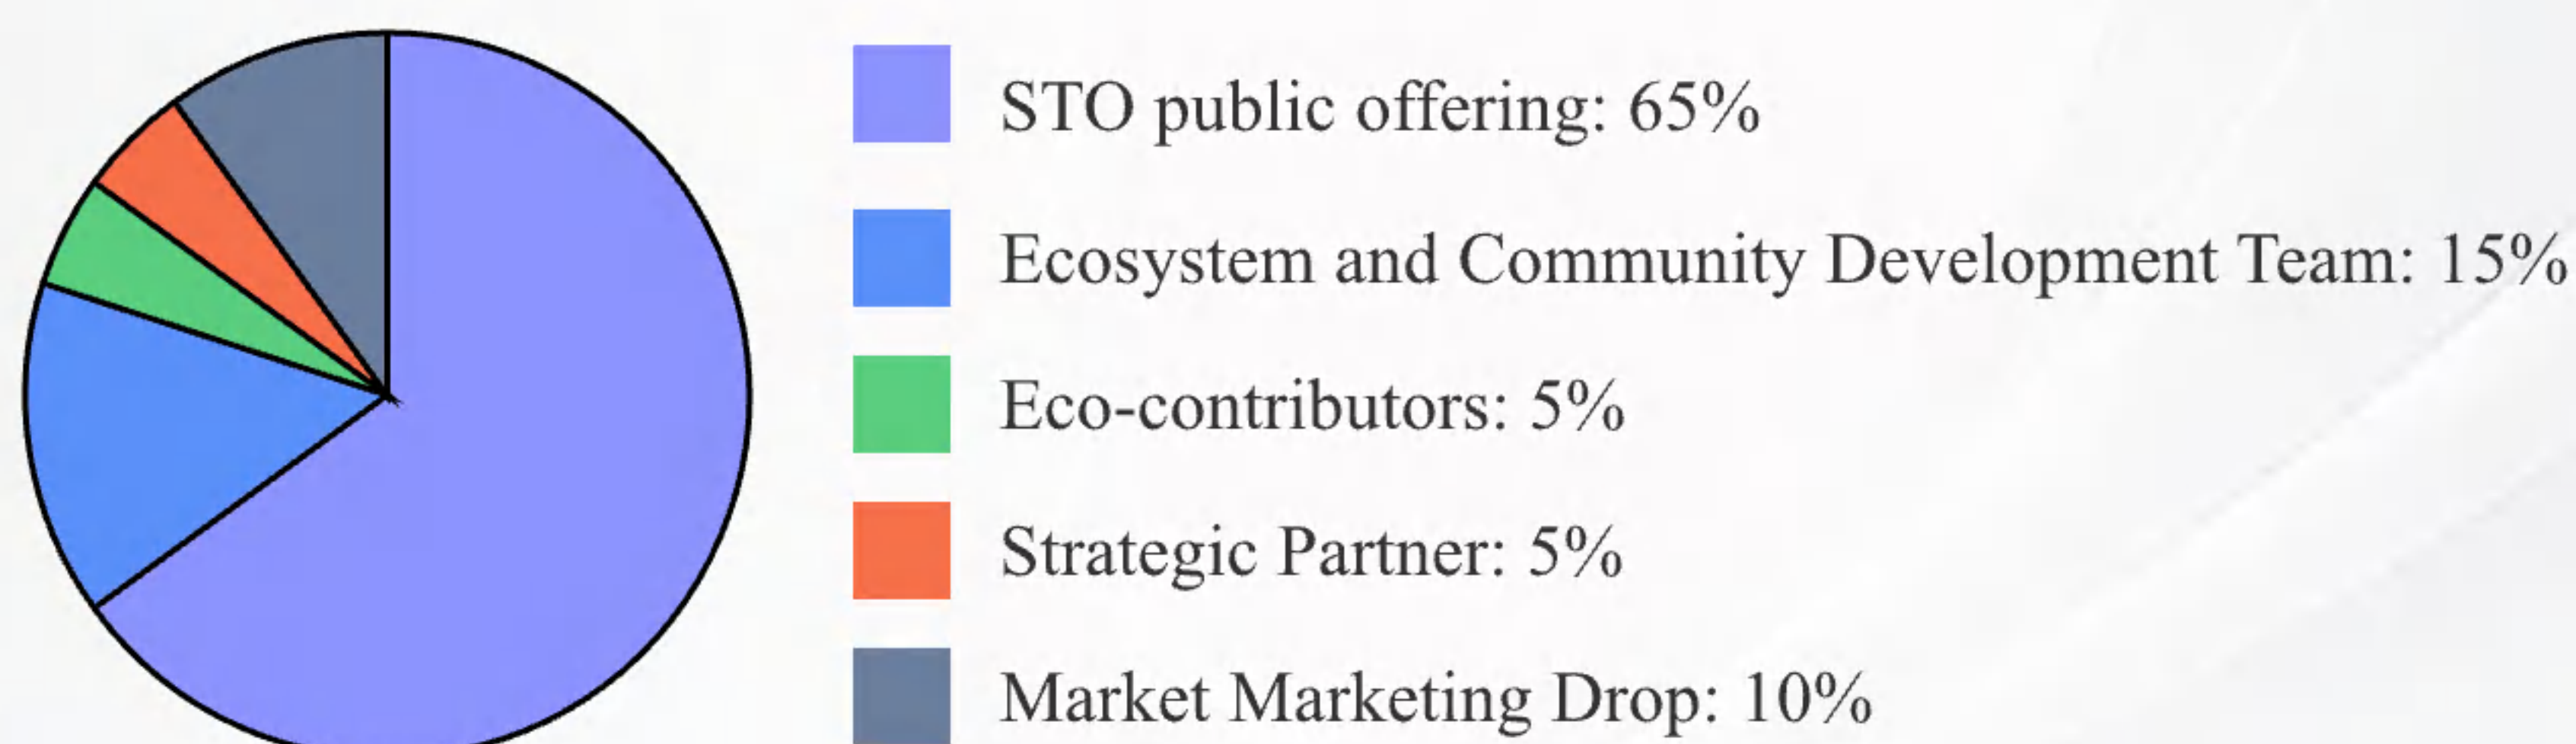 STO public offering: 65%
Ecosystem and Community Development Team: 15%
Eco-contributors: 5%
Strategic Partner: 5%
Market Marketing Drop: 10%